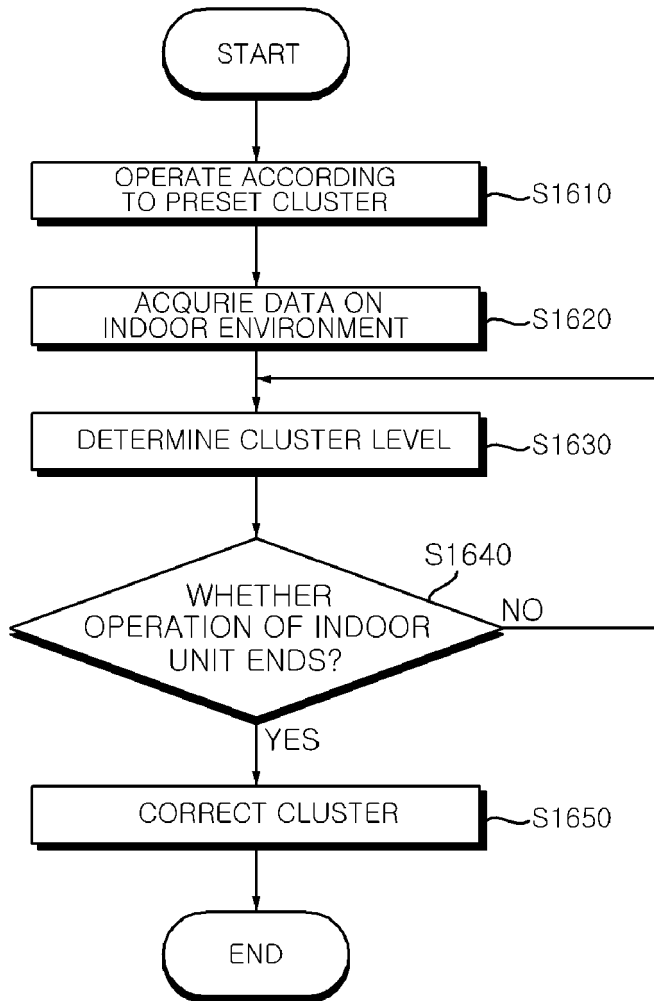 START
OPERATE ACCORDING
TO PRESET CLUSTER
S1610
ACQURIE DATA ON
INDOOR ENVIRONMENT
S1620
DETERMINE CLUSTER LEVEL
S1630
S1640
WHETHER
OPERATION OF INDOOR
UNIT ENDS?
NO
YES
CORRECT CLUSTER
S1650
END